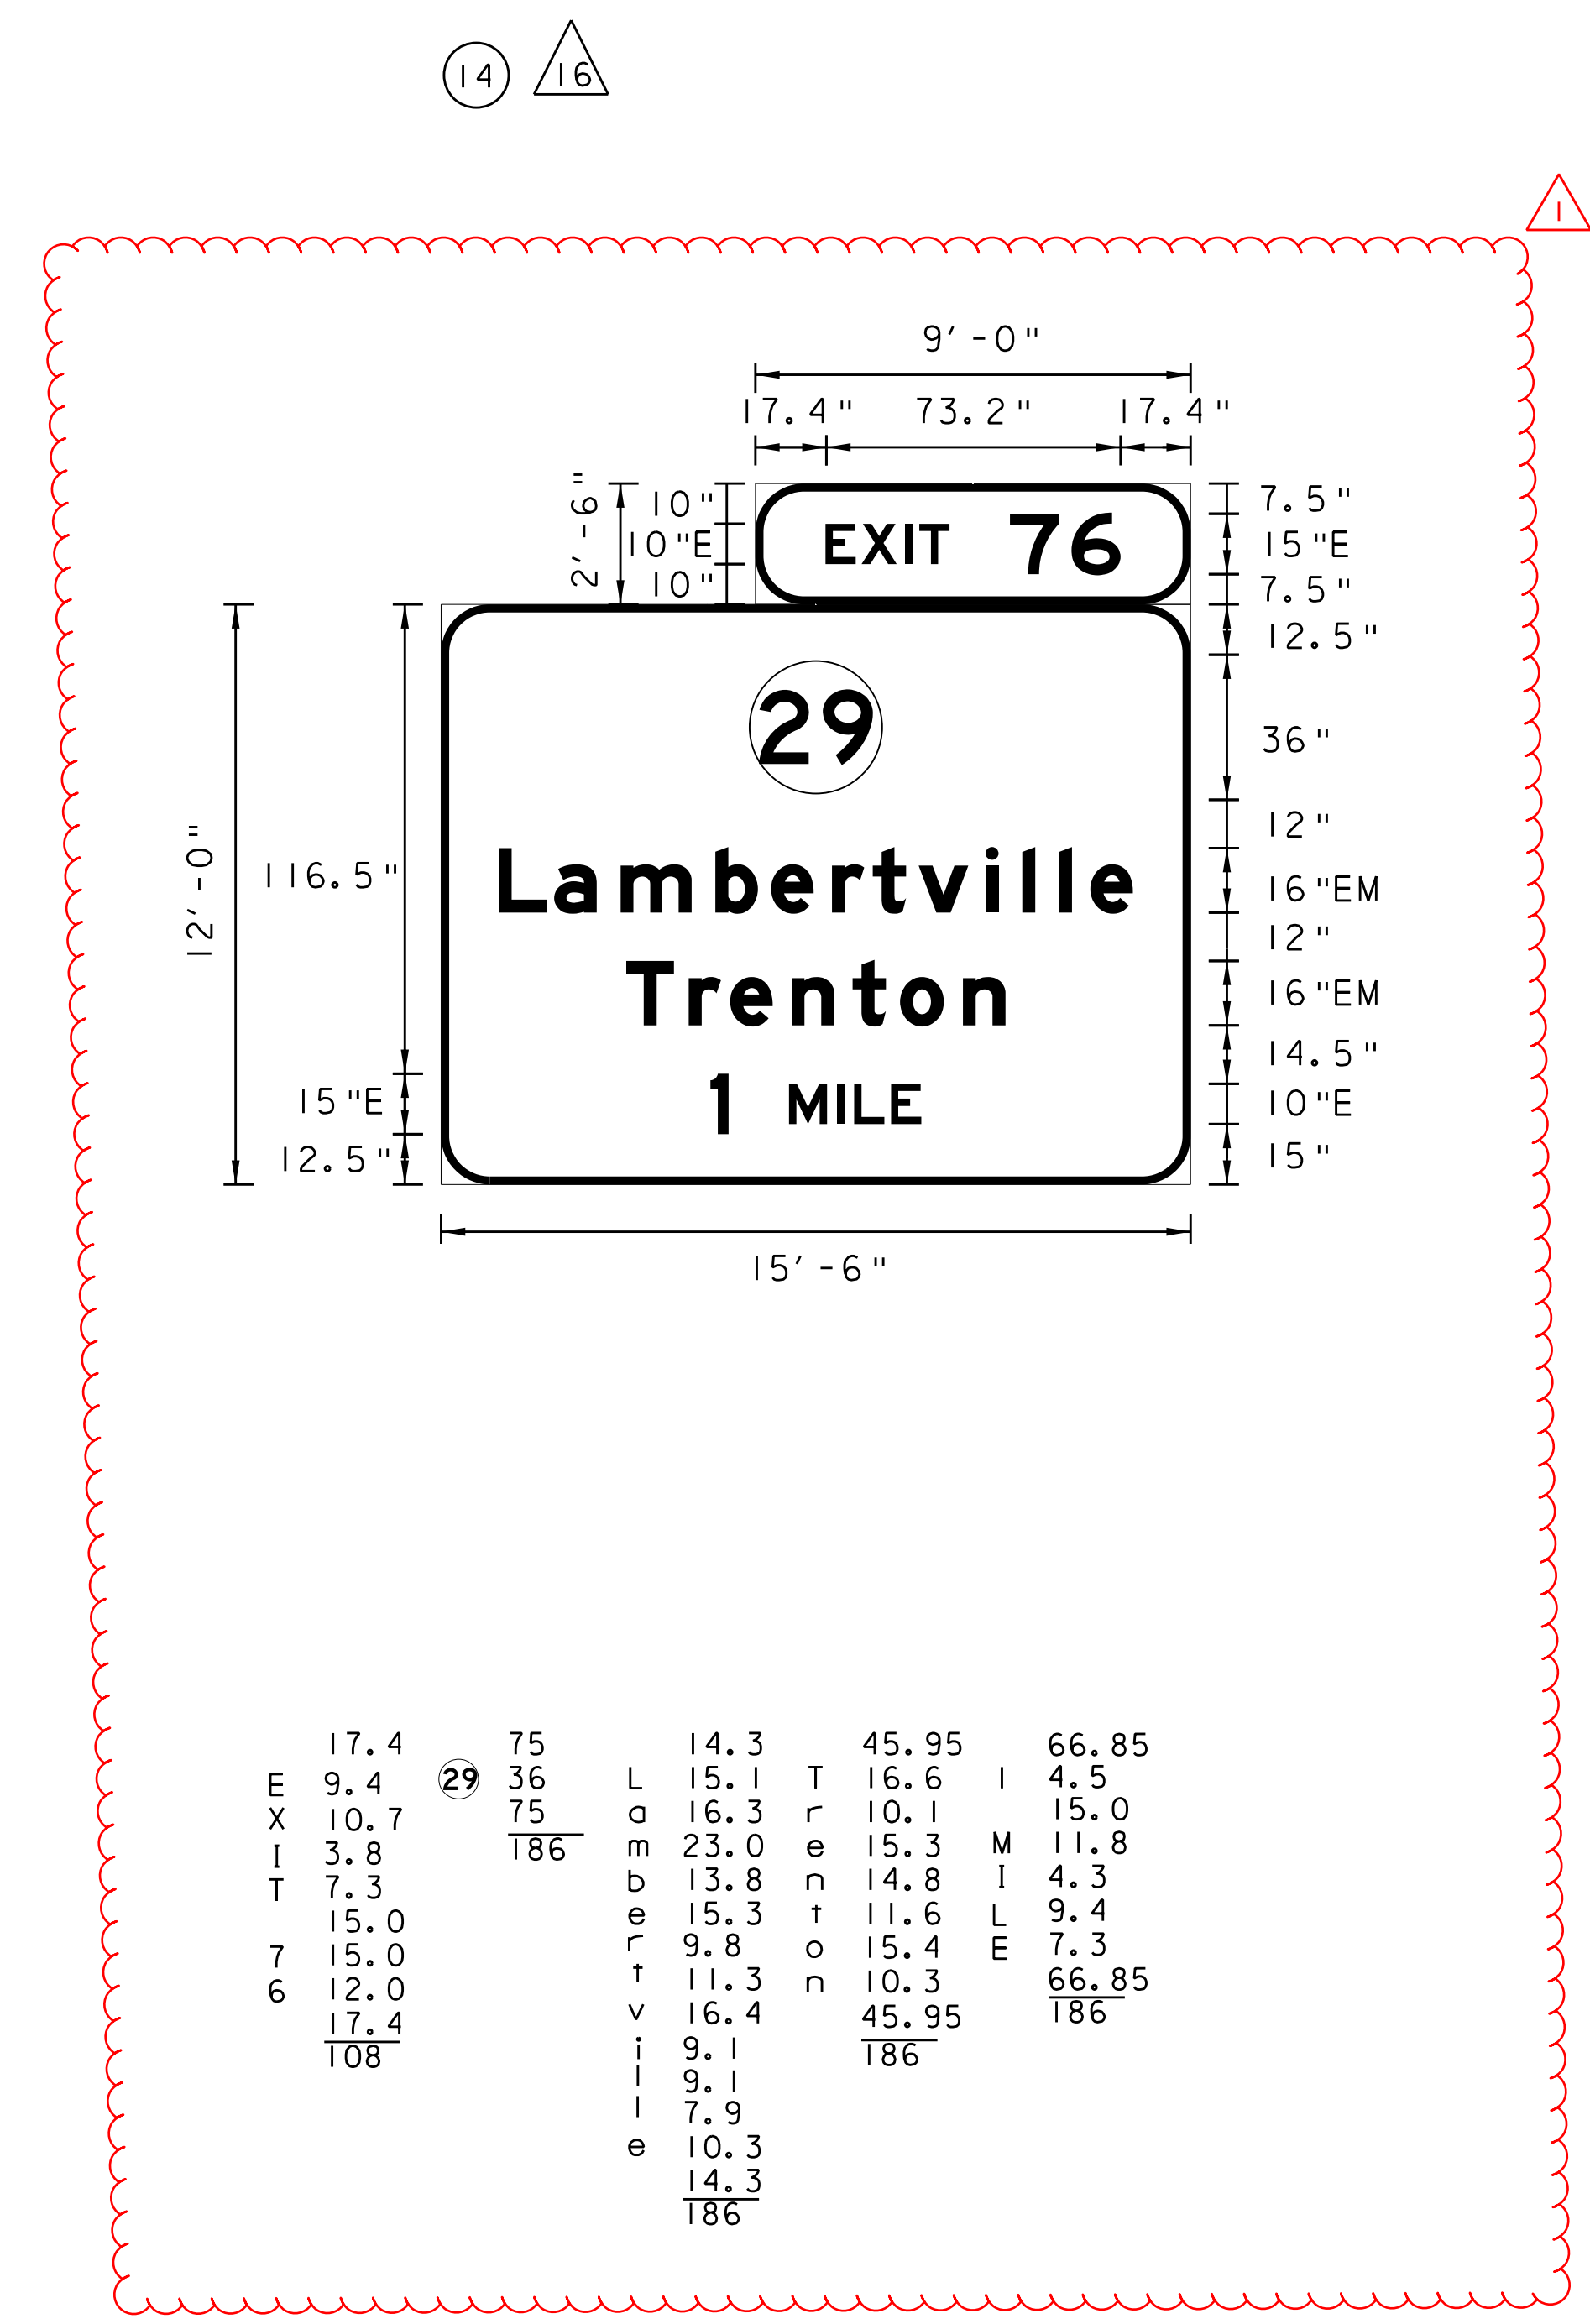 14 16
1
9'-0"
17.4" 73.2" 17.4"
2'-6" 10" 10"E 10"
EXIT 76
7.5"
15"E
7.5"
12.5"
36"
12"
16"EM
12"
16"EM
14.5"
10"E
15"
12'-0"
116.5"
15"E
12.5"
29
Lambertville
Trenton
1 MILE
15'-6"
17.4 75 14.3 45.95 66.85
E 9.4 29 36 L 15.1 T 16.6 1 4.5
X 10.7 75 a 16.3 r 10.1 15.0
I 3.8 186 m 23.0 e 15.3 M 11.8
T 7.3 b 13.8 n 14.8 I 4.3
15.0 e 15.3 t 11.6 L 9.4
7 15.0 r 9.8 o 15.4 E 7.3
6 12.0 t 11.3 n 10.3 66.85
17.4 v 16.4 45.95 186
108 i 9.1 186
l 9.1
l 7.9
e 10.3
14.3
186